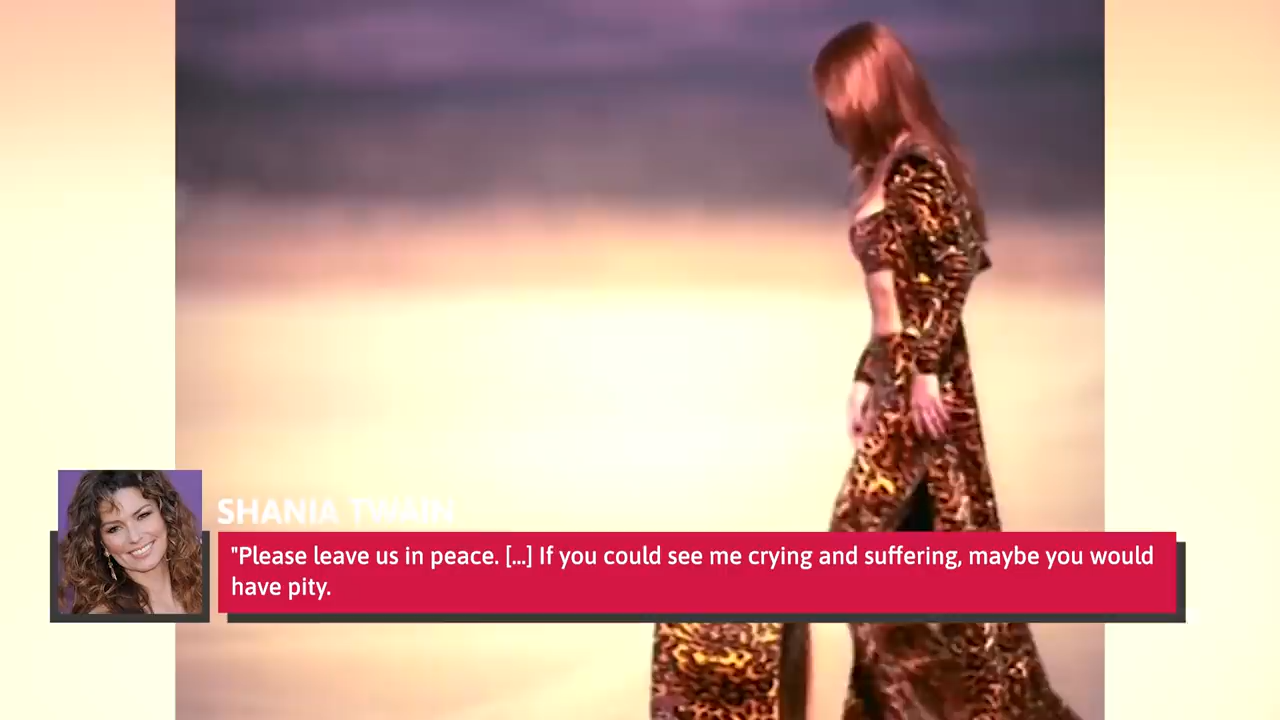 SHANIA TWAIN
"Please leave us in peace. [...] If you could see me crying and suffering, maybe you would
have pity.